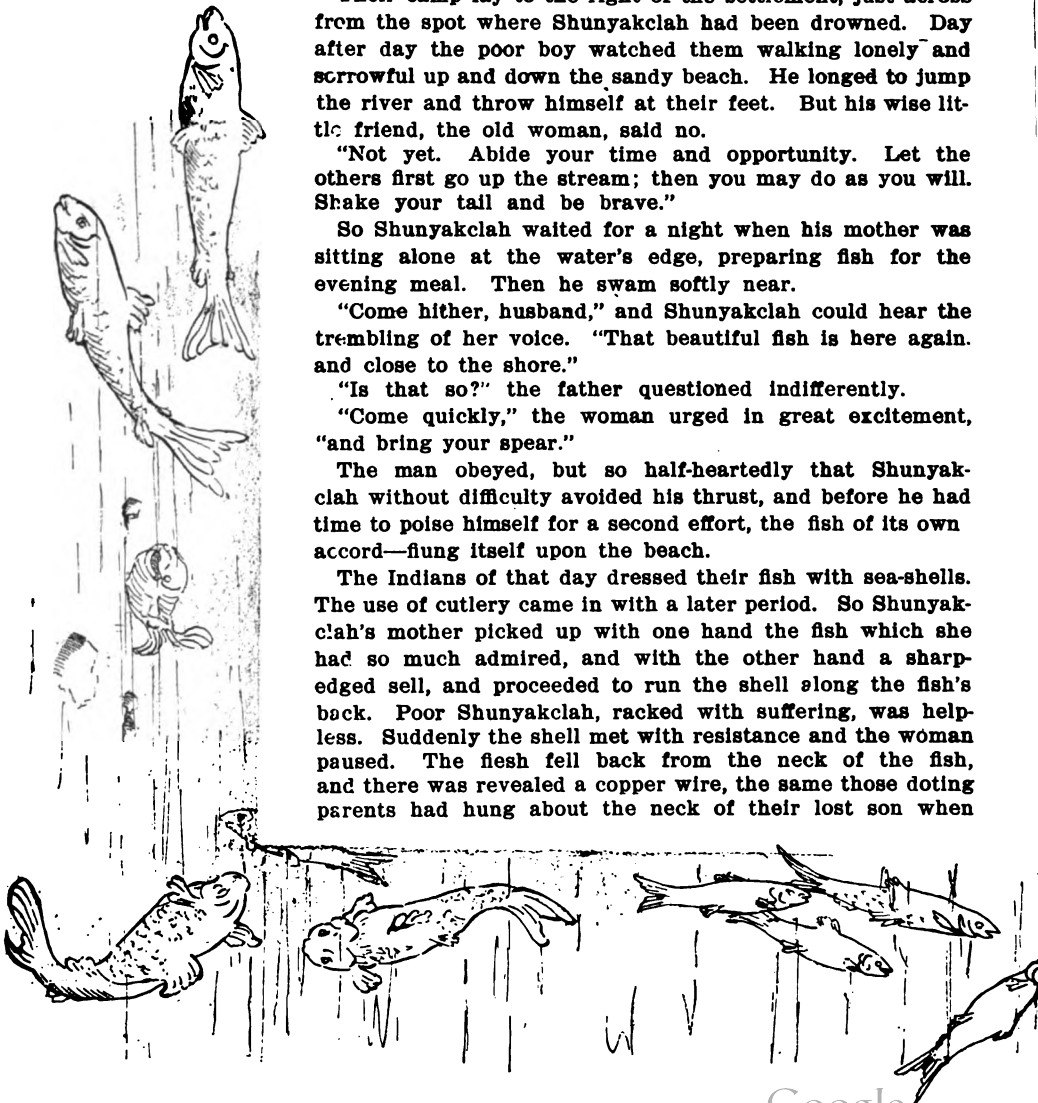 from the spot where Shunyakclah had been drowned. Day
after day the poor boy watched them walking lonely and
sorrowful up and down the sandy beach. He longed to jump
the river and throw himself at their feet. But his wise lit-
tle friend, the old woman, said no.
"Not yet. Abide your time and opportunity. Let the
others first go up the stream; then you may do as you will.
Shake your tail and be brave."
So Shunyakclah waited for a night when his mother was
sitting alone at the water's edge, preparing fish for the
evening meal. Then he swam softly near.
"Come hither, husband," and Shunyakclah could hear the
trembling of her voice. "That beautiful fish is here again.
and close to the shore."
"Is that so?" the father questioned indifferently.
"Come quickly," the woman urged in great excitement,
"and bring your spear."
The man obeyed, but so half-heartedly that Shunyak-
clah without difficulty avoided his thrust, and before he had
time to poise himself for a second effort, the fish of its own
accord—flung itself upon the beach.
The Indians of that day dressed their fish with sea-shells.
The use of cutlery came in with a later period. So Shunyak-
clah's mother picked up with one hand the fish which she
had so much admired, and with the other hand a sharp-
edged sell, and proceeded to run the shell along the fish's
back. Poor Shunyakclah, racked with suffering, was help-
less. Suddenly the shell met with resistance and the woman
paused. The flesh fell back from the neck of the fish,
and there was revealed a copper wire, the same those doting
parents had hung about the neck of their lost son when
Google